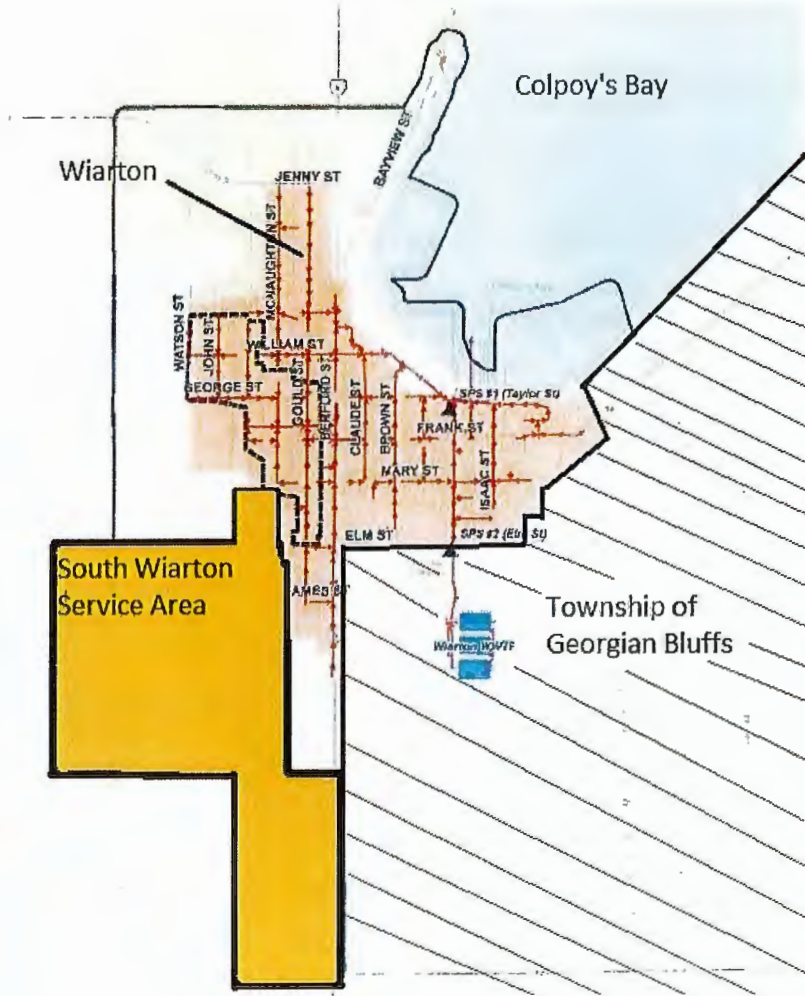 Colpoy's Bay
BAYVIEW ST
Wiarton
JENNY ST
MCNAUGHTON ST
WATSON ST
JOHN ST
WILLIAM ST
GEORGE ST
GOULD ST
BERFORD ST
CLAUDE ST
BROWN ST
SPS #1 (Taylor St)
FRANK ST
MARY ST
ISAAC ST
ELM ST
SPS #2 (Elm St)
South Wiarton
Service Area
AMES ST
Township of
Georgian Bluffs
Wiarton WWTF